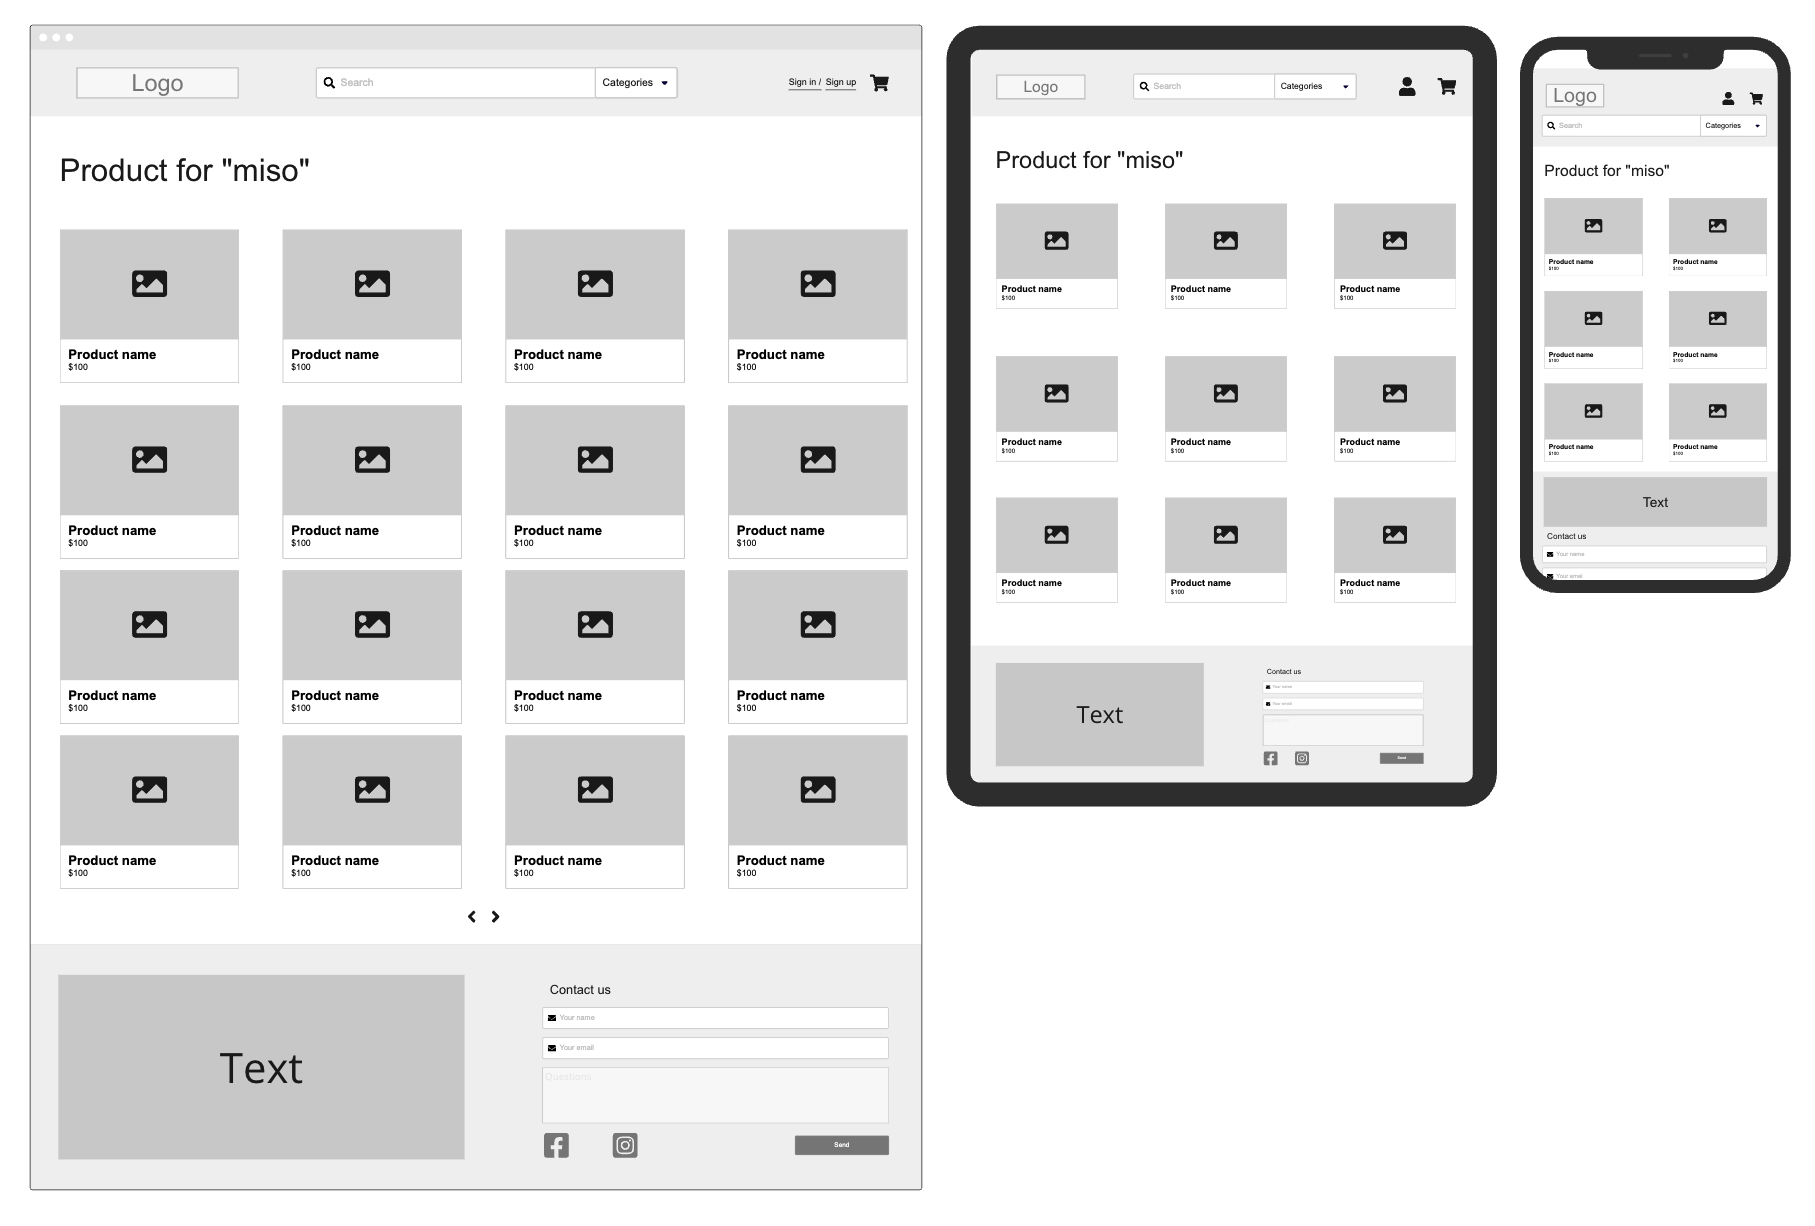 Logo
Search
Categories
Sign in / Sign up
Product for "miso"
Product name Product name Product name Product name
$100 $100 $100 $100
Product name Product name Product name Product name
$100 $100 $100 $100
Product name Product name Product name Product name
$100 $100 $100 $100
Product name Product name Product name Product name
$100 $100 $100 $100
Text
Contact us
Your name
Your email
Questions
Send
Logo
Search
Categories
Product for "miso"
Product name Product name Product name
$100 $100 $100
Product name Product name Product name
$100 $100 $100
Product name Product name Product name
$100 $100 $100
Text
Contact us
Your name
Your email
Send
Logo
Search
Categories
Product for "miso"
Product name Product name
$100 $100
Product name Product name
$100 $100
Product name Product name
$100 $100
Text
Contact us
Your name
Your email